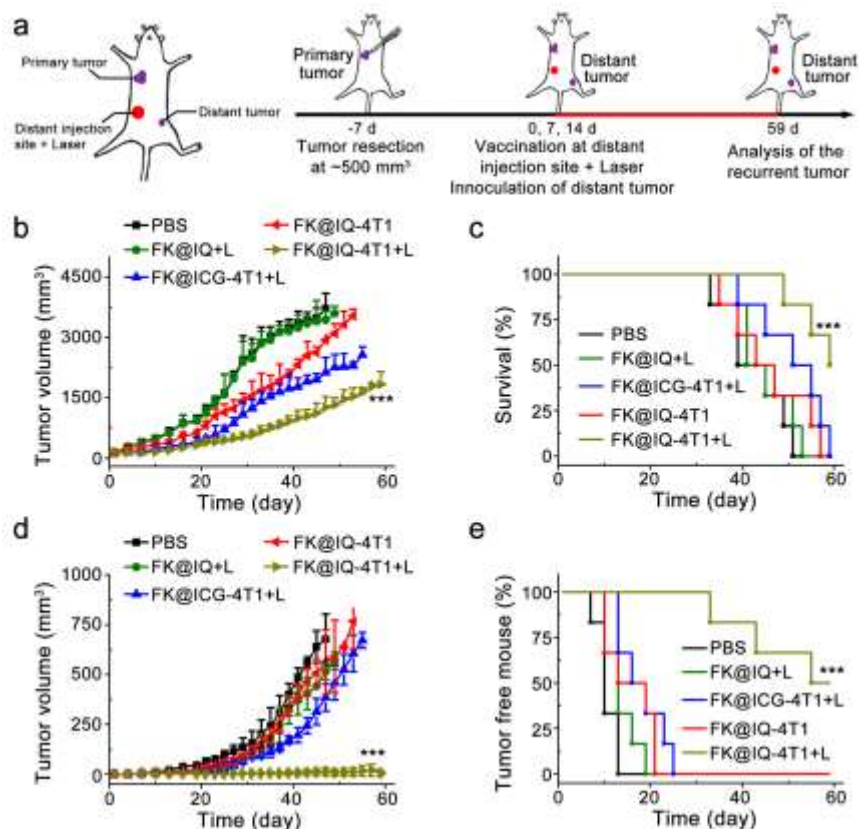 a
Primary tumor
Distant injection
site + Laser
Distant tumor
Primary
tumor
Distant
tumor
Distant
tumor
-7 d
0, 7, 14 d
59 d
Tumor resection
at ~500 mm³
Vaccination at distant
injection site + Laser
Innoculation of distant tumor
Analysis of the
recurrent tumor
b
PBS
FK@IQ-4T1
FK@IQ+L
FK@IQ-4T1+L
FK@ICG-4T1+L
Tumor volume (mm³)
4500
3000
1500
0
***
0 20 40 60
Time (day)
c
Survival (%)
100
75
50
25
0
***
PBS
FK@IQ+L
FK@ICG-4T1+L
FK@IQ-4T1
FK@IQ-4T1+L
0 20 40 60
Time (day)
d
PBS
FK@IQ-4T1
FK@IQ+L
FK@IQ-4T1+L
FK@ICG-4T1+L
Tumor volume (mm³)
1000
750
500
250
0
***
0 20 40 60
Time (day)
e
Tumor free mouse (%)
100
75
50
25
0
***
PBS
FK@IQ+L
FK@ICG-4T1+L
FK@IQ-4T1
FK@IQ-4T1+L
0 20 40 60
Time (day)